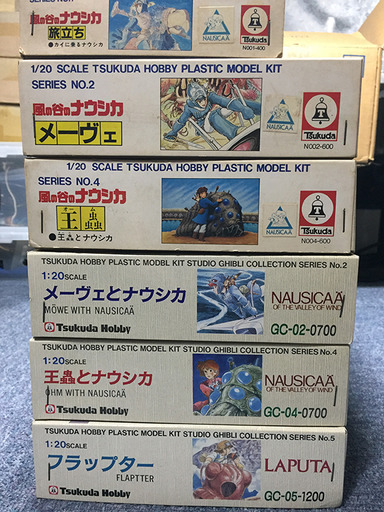 風の谷のナウシカ
旅立ち
●カイに乗るナウシカ
NAUSICAÄ
N001-400
1/20 SCALE TSUKUDA HOBBY PLASTIC MODEL KIT
SERIES NO.2
風の谷のナウシカ
メーヴェ
NAUSICAÄ
Tsukuda
N002-600
1/20 SCALE TSUKUDA HOBBY PLASTIC MODEL KIT
SERIES NO.4
風の谷のナウシカ
王蟲
●王蟲とナウシカ
NAUSICAÄ
Tsukuda
N004-600
TSUKUDA HOBBY PLASTIC MODBL KIT STUDIO GHIBLI COLLECTION SERIES No.2
1:20SCALE
メーヴェとナウシカ
MÖWE WITH NAUSICAÄ
Tsukuda Hobby
NAUSICAÄ
OF THE VALLEY OF WIND
GC-02-0700
TSUKUDA HOBBY PLASTIC MODEL KIT STUDIO GHIBLI COLLECTION SERIES No.4
1:20SCALE
王蟲とナウシカ
OHM WITH NAUSICAÄ
Tsukuda Hobby
NAUSICAÄ
OF THE VALLEY OF WIND
GC-04-0700
TSUKUDA HOBBY PLASTIC MODEL KIT STUDIO GHIBLI COLLECTION SERIES No.5
1:20SCALE
フラップター
FLAPTTER
Tsukuda Hobby
LAPUTA
GC-05-1200